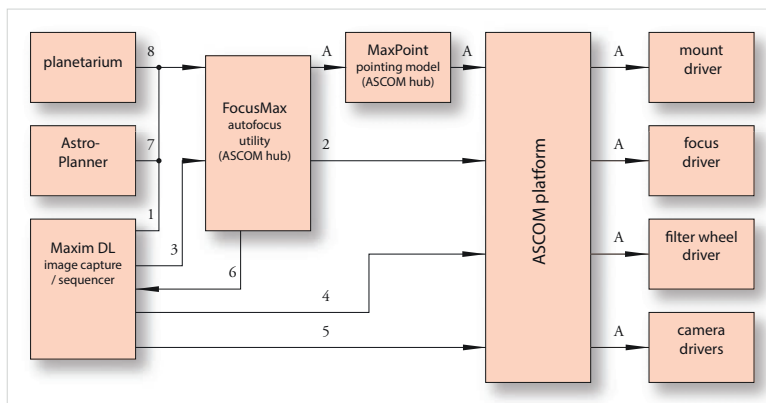 planetarium
8
Astro-
Planner
7
1
Maxim DL
image capture
/ sequencer
3
6
4
5
FocusMax
autofocus
utility
(ASCOM hub)
A
2
MaxPoint
pointing model
(ASCOM hub)
A
ASCOM platform
A
mount
driver
A
focus
driver
A
filter wheel
driver
A
camera
drivers